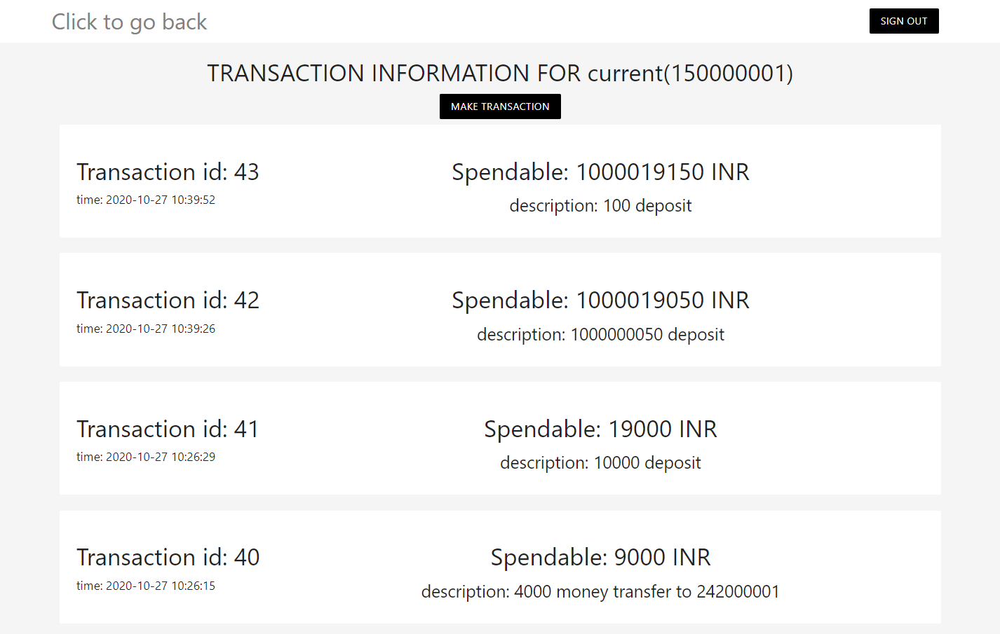 Click to go back
SIGN OUT
TRANSACTION INFORMATION FOR current(150000001)
MAKE TRANSACTION
Transaction id: 43
time: 2020-10-27 10:39:52
Spendable: 1000019150 INR
description: 100 deposit
Transaction id: 42
time: 2020-10-27 10:39:26
Spendable: 1000019050 INR
description: 1000000050 deposit
Transaction id: 41
time: 2020-10-27 10:26:29
Spendable: 19000 INR
description: 10000 deposit
Transaction id: 40
time: 2020-10-27 10:26:15
Spendable: 9000 INR
description: 4000 money transfer to 242000001